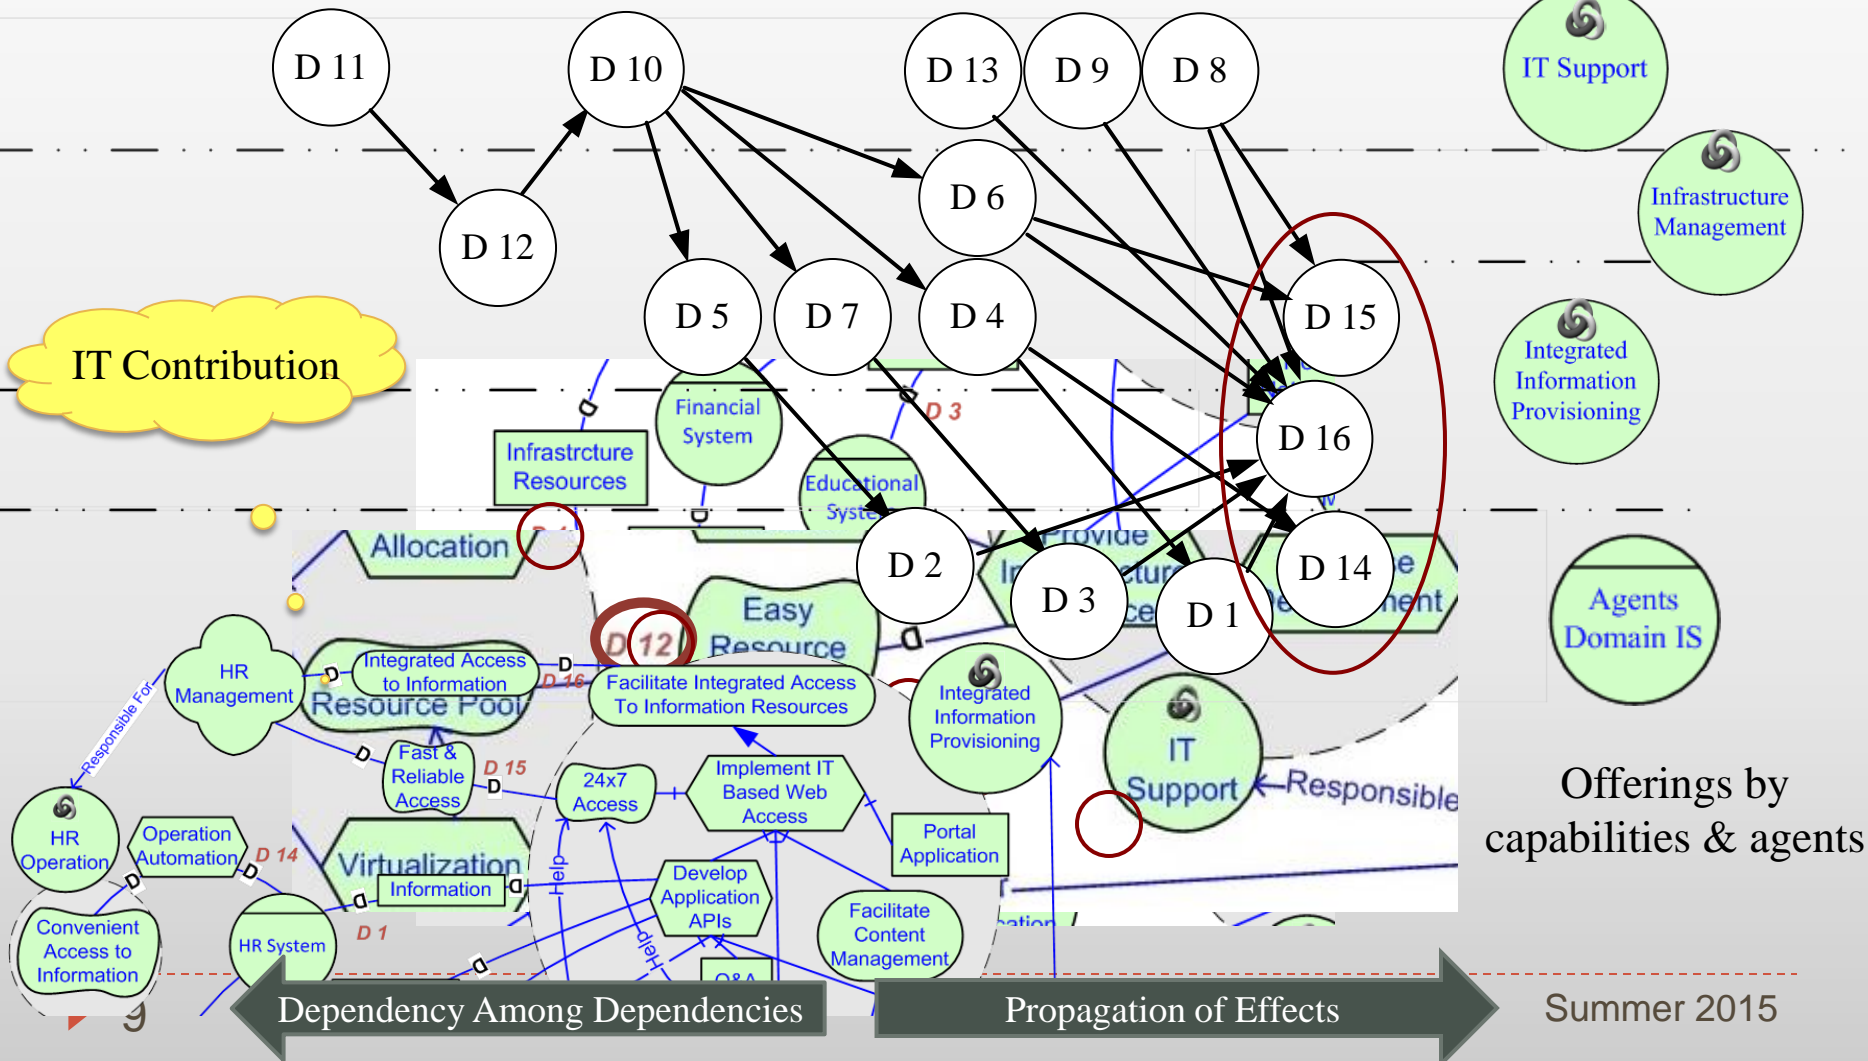 D 11
D 10
D 13
D 9
D 8
IT Support
D 6
Infrastructure
Management
D 12
D 5
D 7
D 4
D 15
IT Contribution
Integrated
Information
Provisioning
Financial
System
D 3
Infrastrcture
Resources
D 16
Educational
D 2
D 3
D 1
D 14
Allocation
Provide
Agents
Domain IS
Easy
Resource
D 12
HR
Management
Integrated Access
to Information
D
D
D 16
Resource Pool
Facilitate Integrated Access
To Information Resources
Integrated
Information
Provisioning
D
Responsible For
Fast &
Reliable
Access
D
D 15
D
24x7
Access
Implement IT
Based Web
Access
IT
Support
Responsible
Offerings by
capabilities & agents
HR
Operation
Operation
Automation
D 14
D
D
Virtualization
Information
D
D
Help
Help
Develop
Application
APIs
Portal
Application
Facilitate
Content
Management
Convenient
Access to
Information
HR System
D 1
D
Q&A
9
Dependency Among Dependencies
Propagation of Effects
Summer 2015